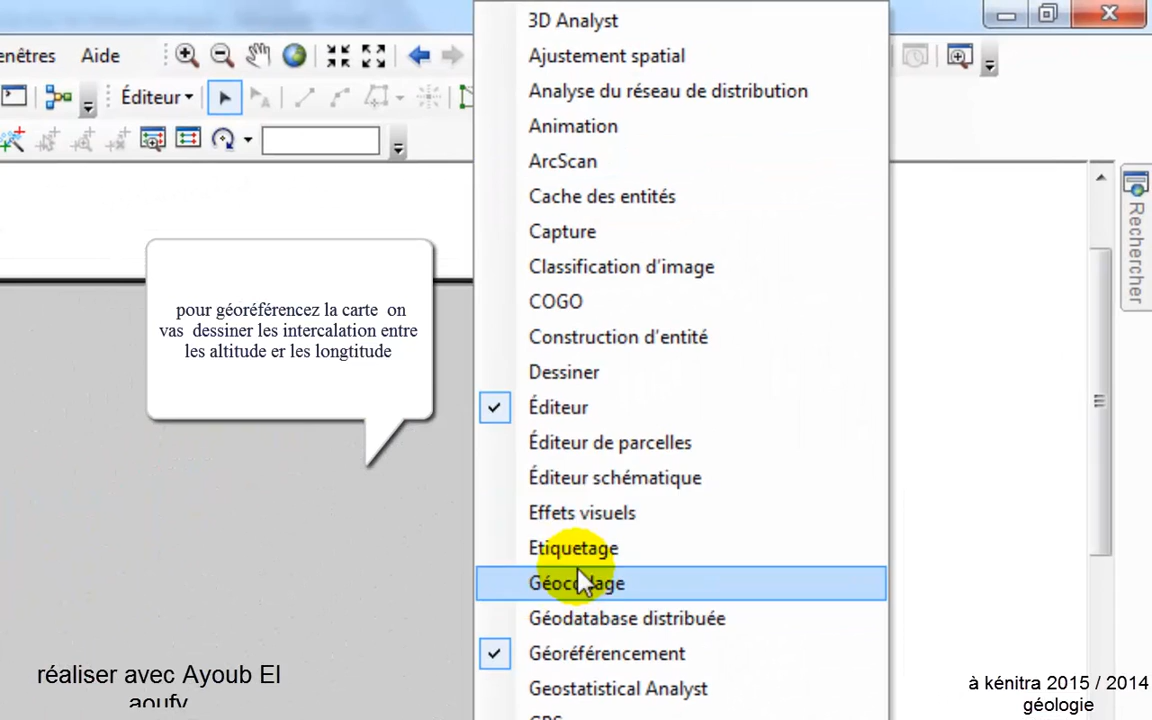 3D Analyst
enêtres Aide
Ajustement spatial
Analyse du réseau de distribution
Éditeur
Animation
ArcScan
Cache des entités
Rechercher
Capture
Classification d'image
COGO
pour géoréférencez la carte on
vas dessiner les intercalation entre
les altitude er les longtitude
Construction d'entité
Dessiner
Éditeur
Éditeur de parcelles
Éditeur schématique
Effets visuels
Etiquetage
Géocodage
Géodatabase distribuée
Géoréférencement
Geostatistical Analyst
réaliser avec Ayoub El
aoufy
à kénitra 2015 / 2014
géologie